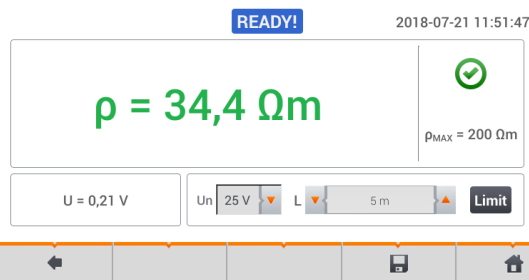 READY!
2018-07-21 11:51:47
ρ = 34,4 Ωm
ρMAX = 200 Ωm
U = 0,21 V
Un 25 V L 5 m Limit